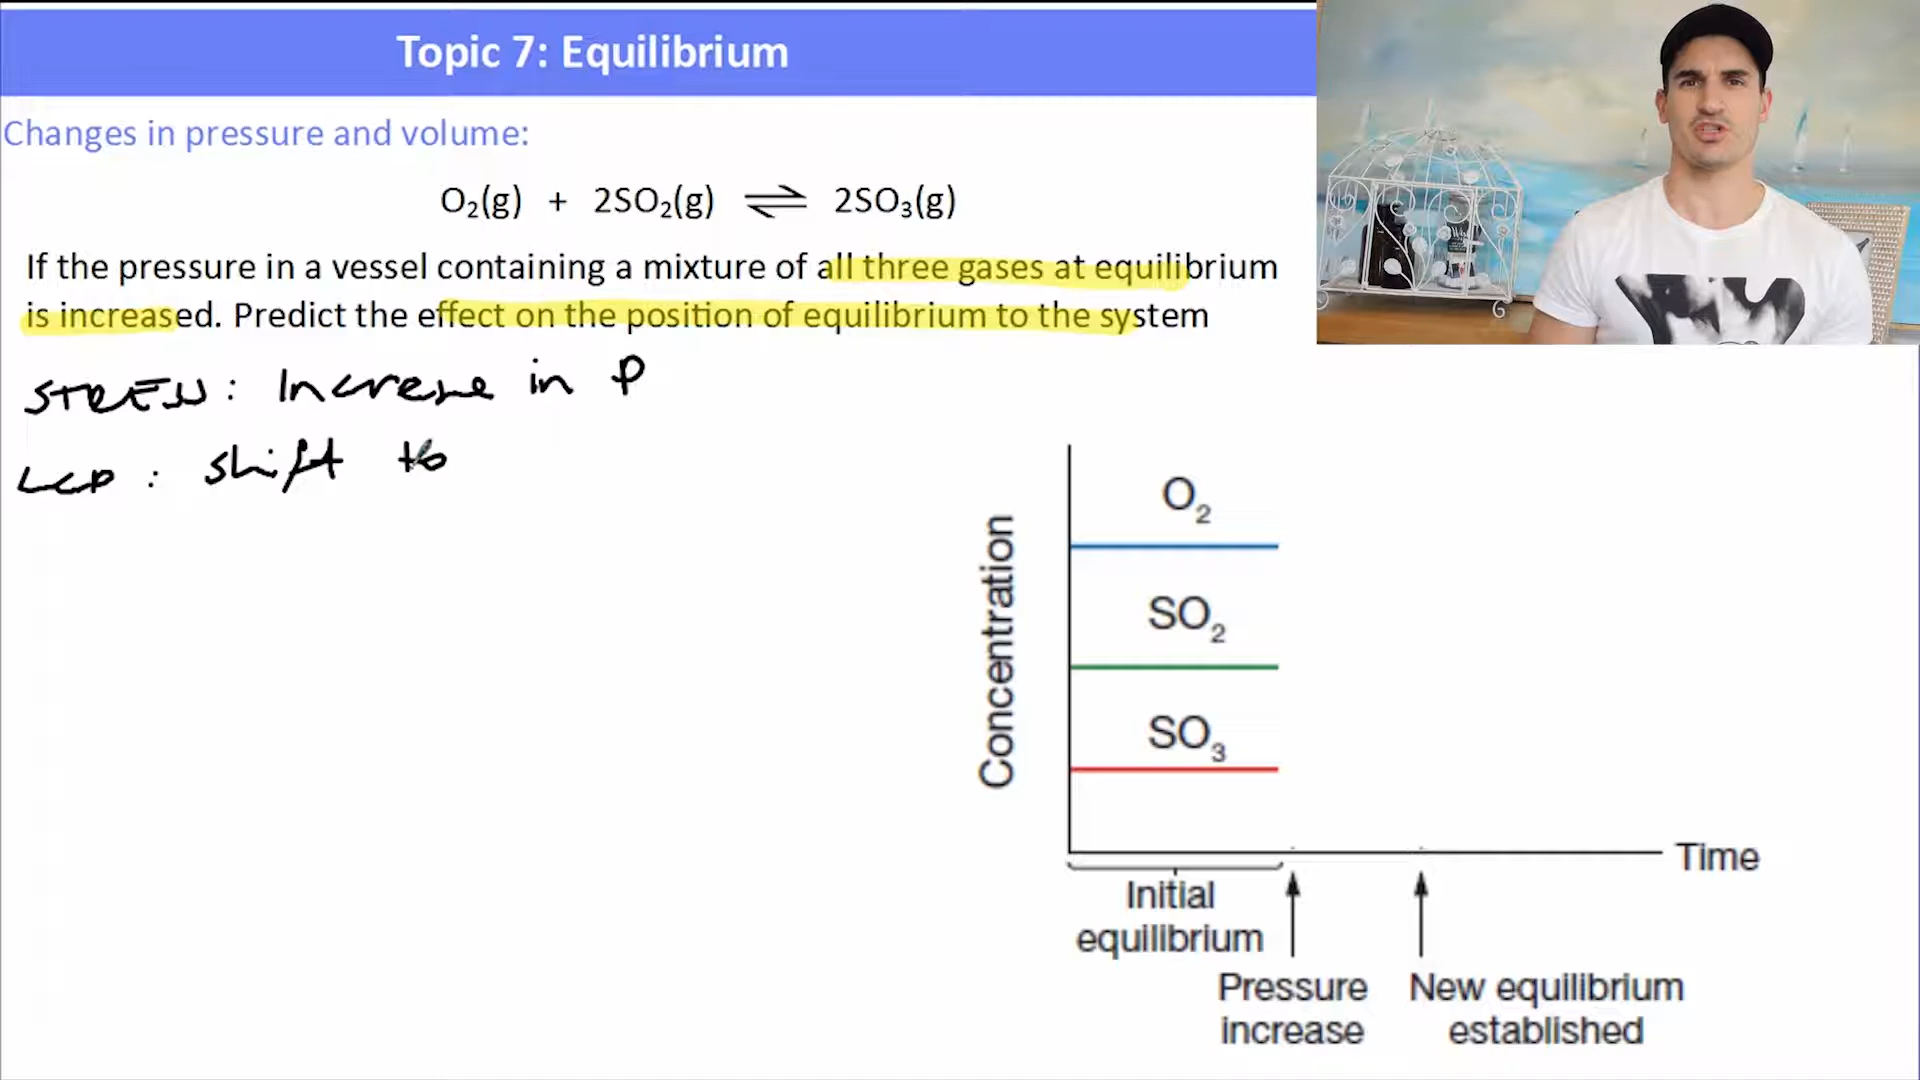 Topic 7: Equilibrium
Changes in pressure and volume:
O₂(g) + 2SO₂(g) ⇌ 2SO₃(g)
If the pressure in a vessel containing a mixture of all three gases at equilibrium
is increased. Predict the effect on the position of equilibrium to the system
STRESS: Increase in P
LCP: shift to
O₂
SO₂
SO₃
Concentration
Time
Initial
equilibrium
Pressure
increase
New equilibrium
established